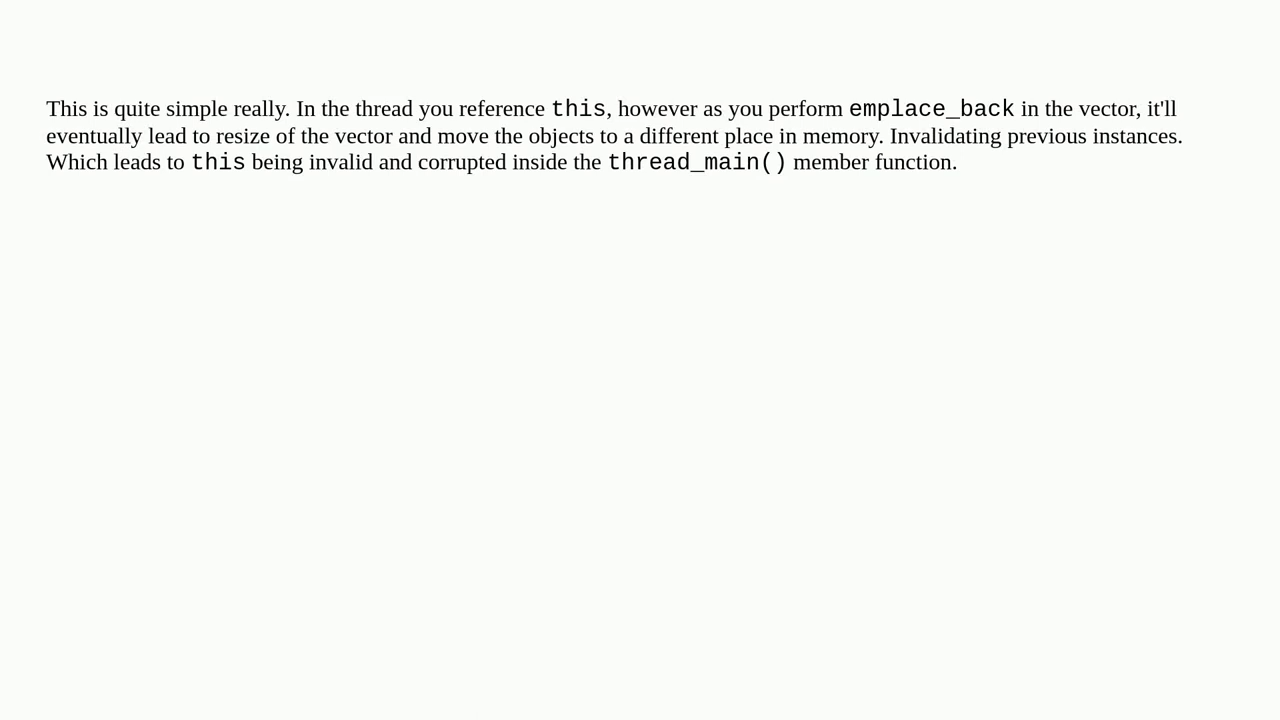 This is quite simple really. In the thread you reference this, however as you perform emplace_back in the vector, it'll
eventually lead to resize of the vector and move the objects to a different place in memory. Invalidating previous instances.
Which leads to this being invalid and corrupted inside the thread_main() member function.